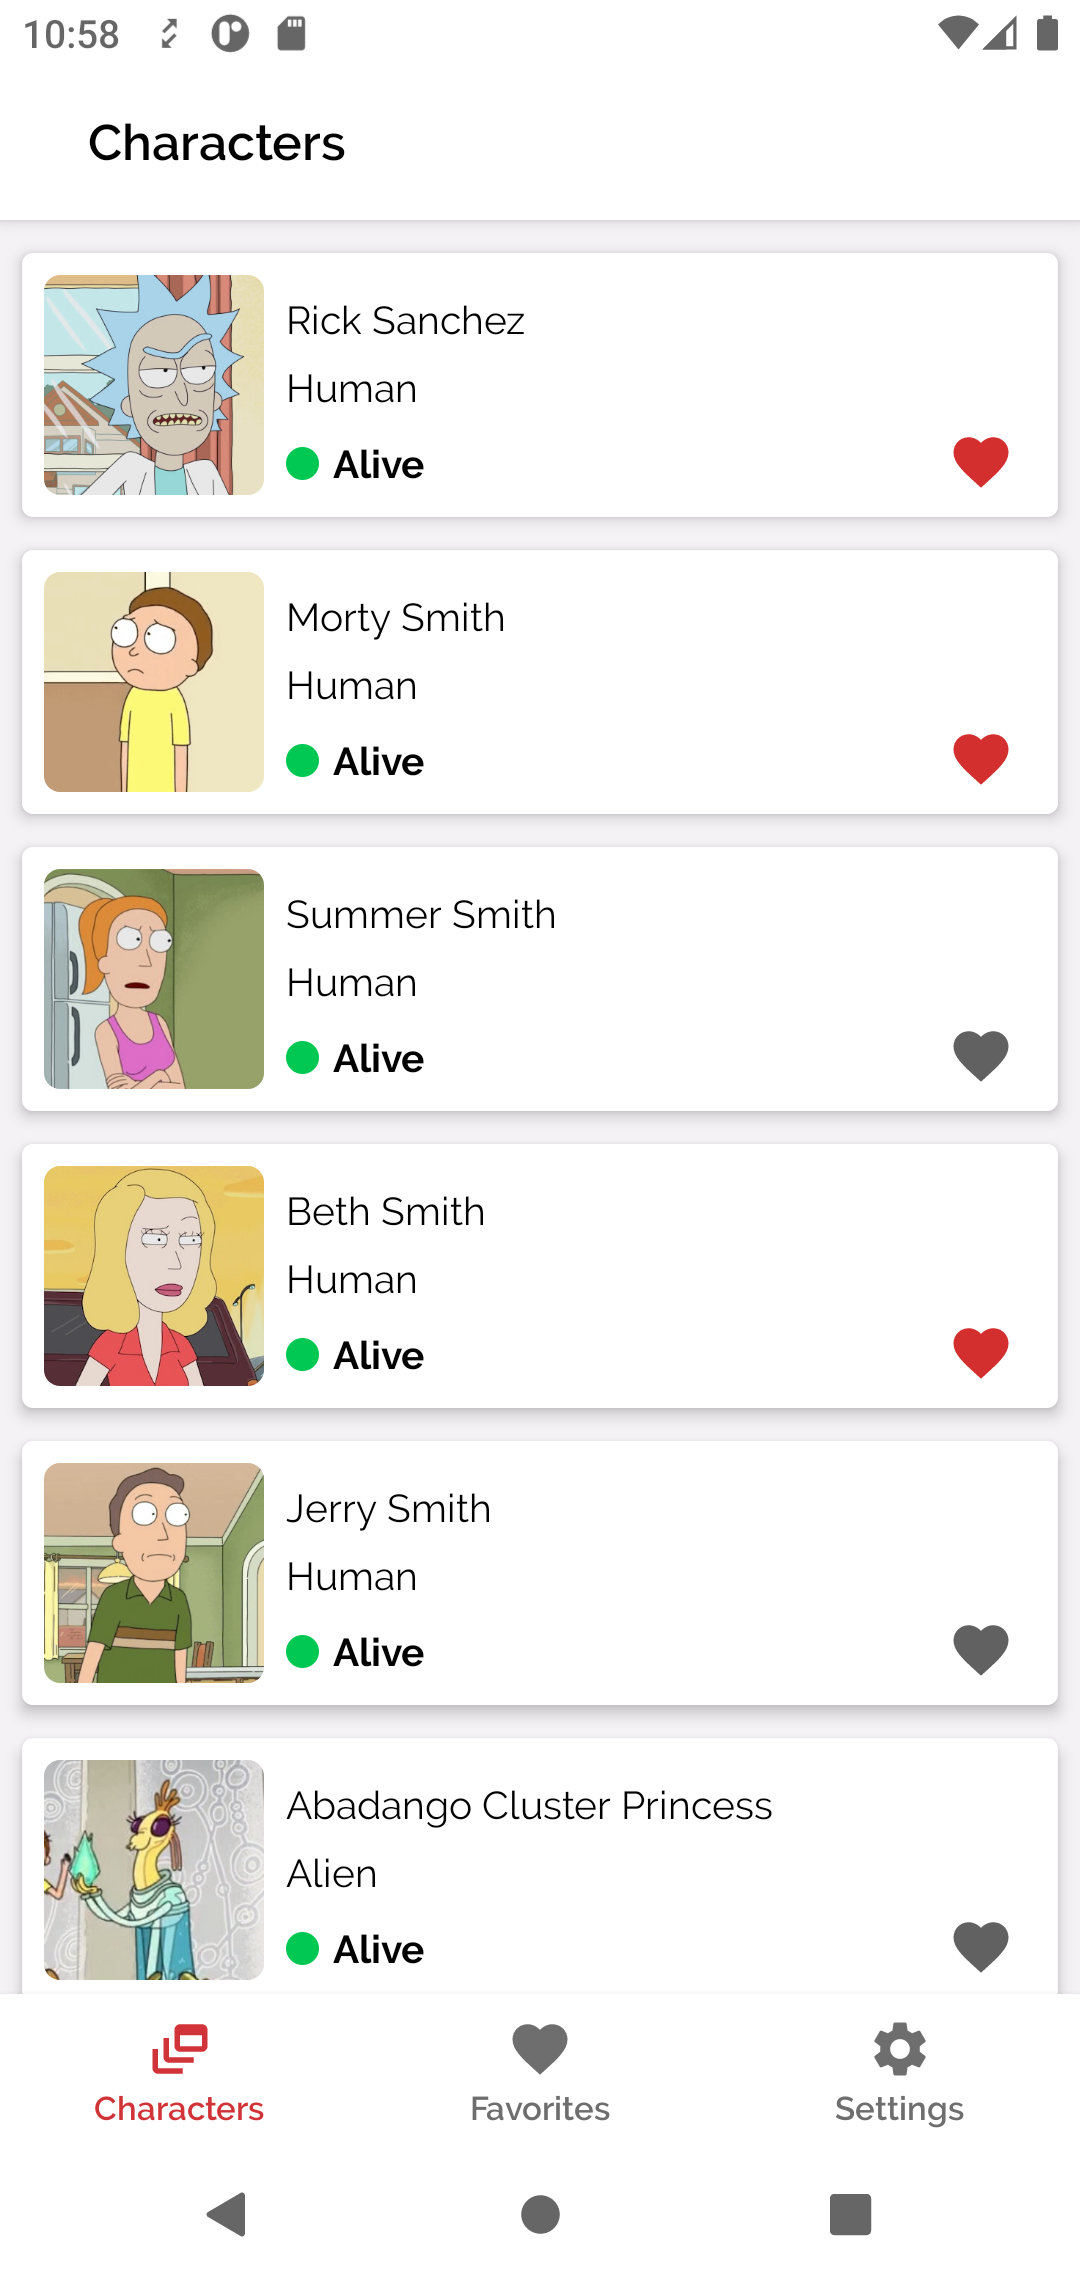 10:58
Characters
Rick Sanchez
Human
Alive
Morty Smith
Human
Alive
Summer Smith
Human
Alive
Beth Smith
Human
Alive
Jerry Smith
Human
Alive
Abadango Cluster Princess
Alien
Alive
Characters
Favorites
Settings